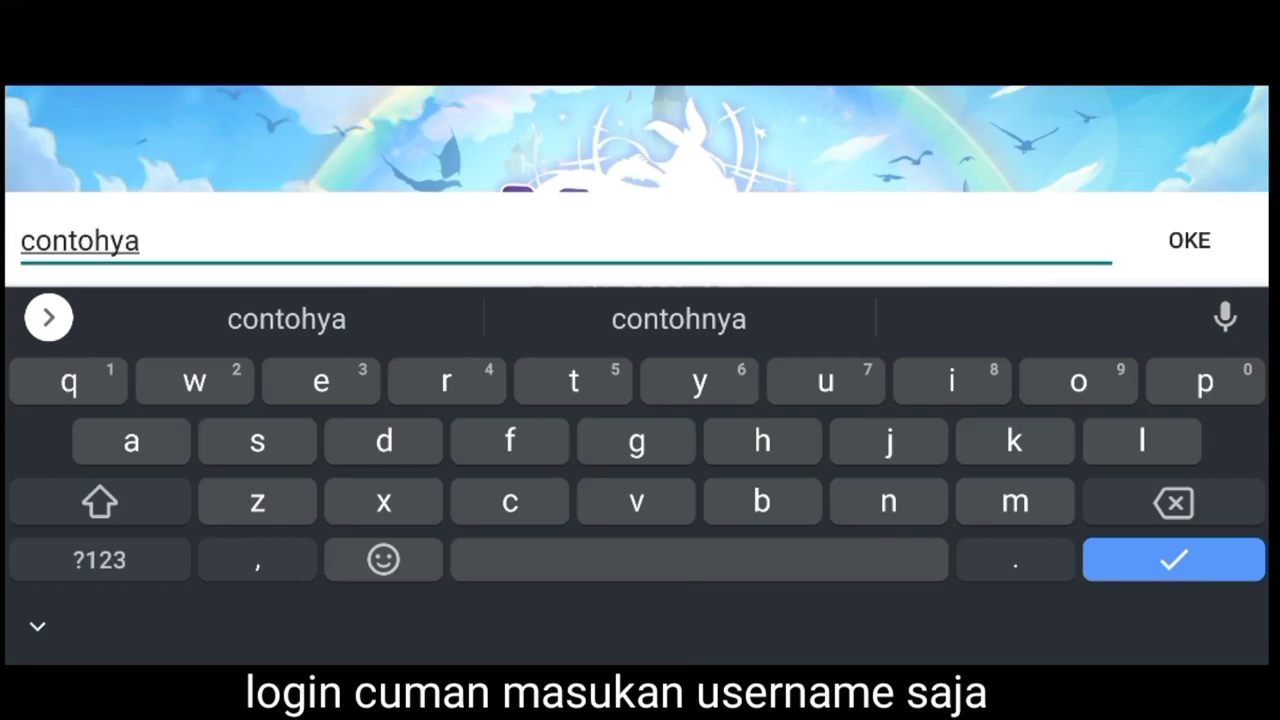 contohya
OKE
contohya contohnya
q 1 w 2 e 3 r 4 t 5 y 6 u 7 i 8 o 9 p 0
a s d f g h j k l
z x c v b n m
?123 , .
login cuman masukan username saja